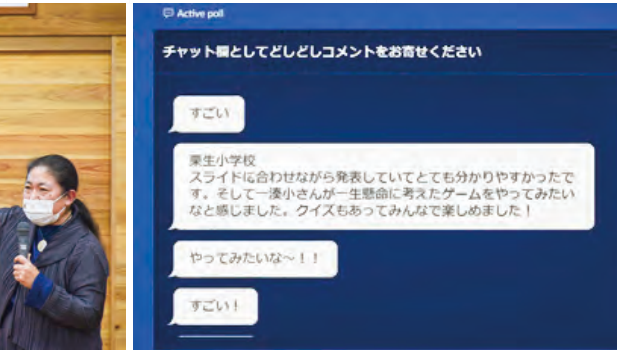 Active poll
チャット欄としてどしどしコメントをお寄せください
すごい
栗生小学校
スライドに合わせながら発表していてとても分かりやすかったで
す。そして一湊小さんが一生懸命に考えたゲームをやってみたい
なと感じました。クイズもあってみんなで楽しめました！
やってみたいな～！！
すごい！